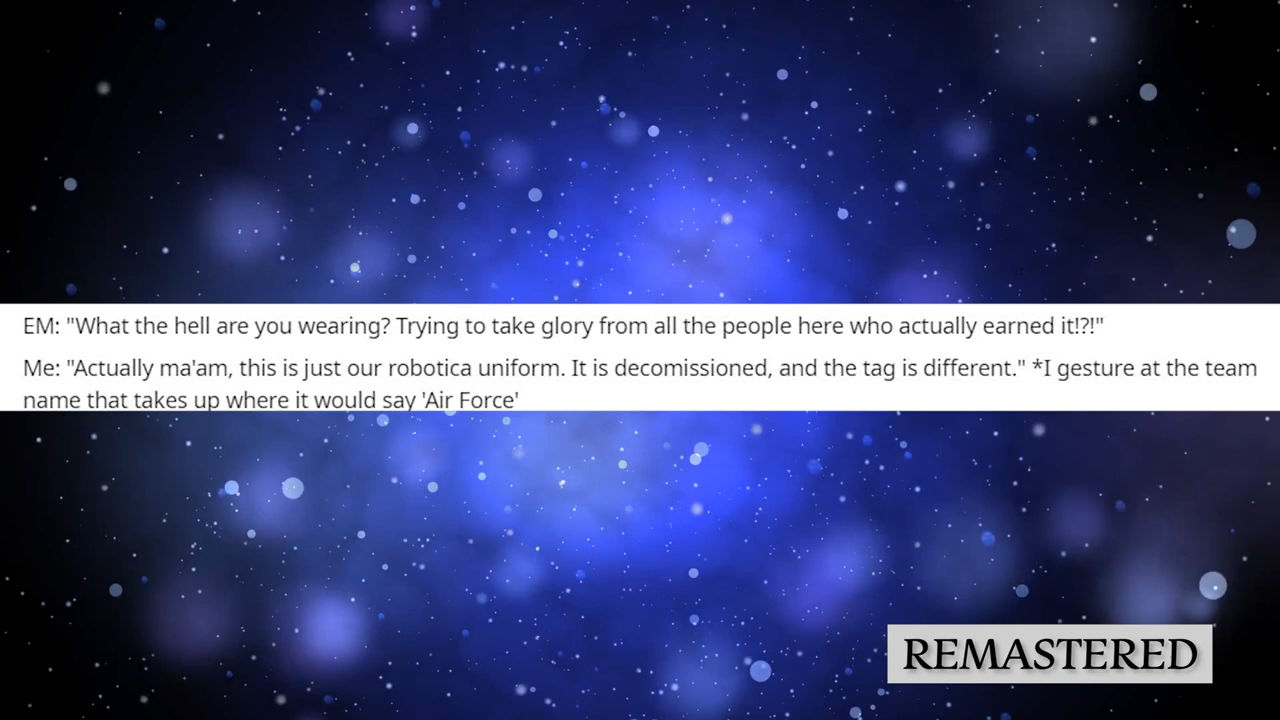 EM: "What the hell are you wearing? Trying to take glory from all the people here who actually earned it!?!"
Me: "Actually ma'am, this is just our robotica uniform. It is decomissioned, and the tag is different." *I gesture at the team
name that takes up where it would say 'Air Force'
REMASTERED